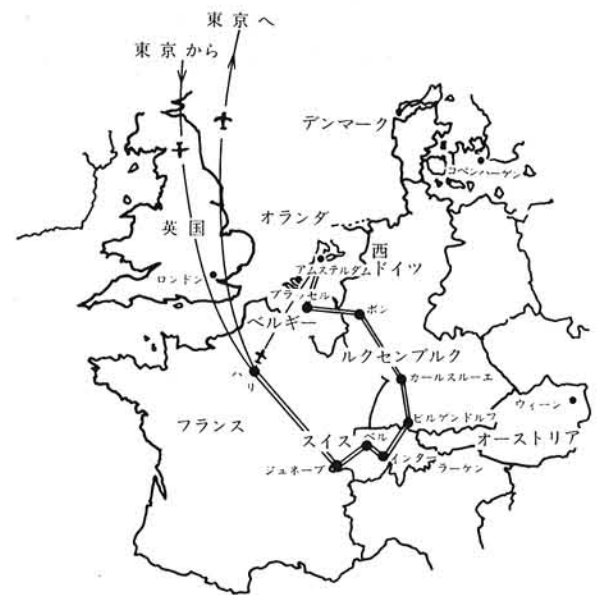 東京へ
東京から
デンマーク
コペンハーゲン
英国
オランダ
西
ドイツ
アムステルダム
ロンドン
ブラッセル
ベルギー
ボン
ルクセンブルク
パリ
カールスルーエ
ウィーン
フランス
ビルゲンドルフ
スイス
ベル
オーストリア
ジュネーブ
インター
ラーケン